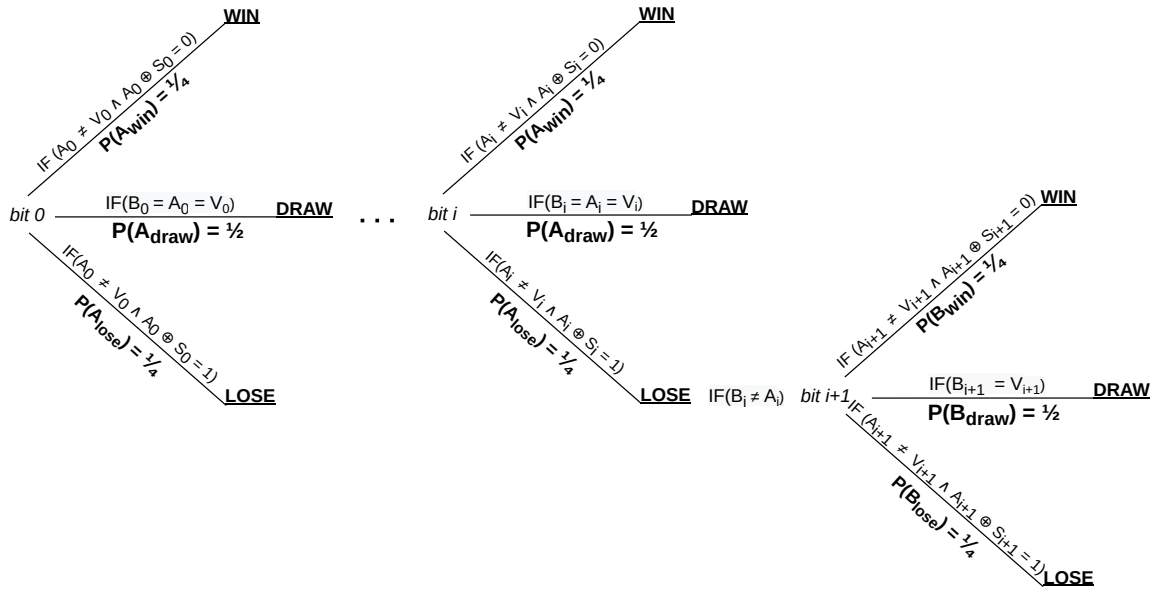 WIN
IF (A0 ≠ V0 ∧ A0 ⊕ S0 = 0)
P(Awin) = ¼
bit 0
IF(B0 = A0 = V0)
P(Adraw) = ½
DRAW
IF(A0 ≠ V0 ∧ A0 ⊕ S0 = 1)
P(Alose) = ¼
LOSE
. . .
WIN
IF (Ai ≠ Vi ∧ Ai ⊕ Si = 0)
P(Awin) = ¼
bit i
IF(Bi = Ai = Vi)
P(Adraw) = ½
DRAW
IF(Ai ≠ Vi ∧ Ai ⊕ Si = 1)
P(Alose) = ¼
LOSE
IF(Bi ≠ Ai)
WIN
IF (Ai+1 ≠ Vi+1 ∧ Ai+1 ⊕ Si+1 = 0)
P(Bwin) = ¼
bit i+1
IF(Bi+1 = Vi+1)
P(Bdraw) = ½
DRAW
IF (Ai+1 ≠ Vi+1 ∧ Ai+1 ⊕ Si+1 = 1)
P(Blose) = ¼
LOSE